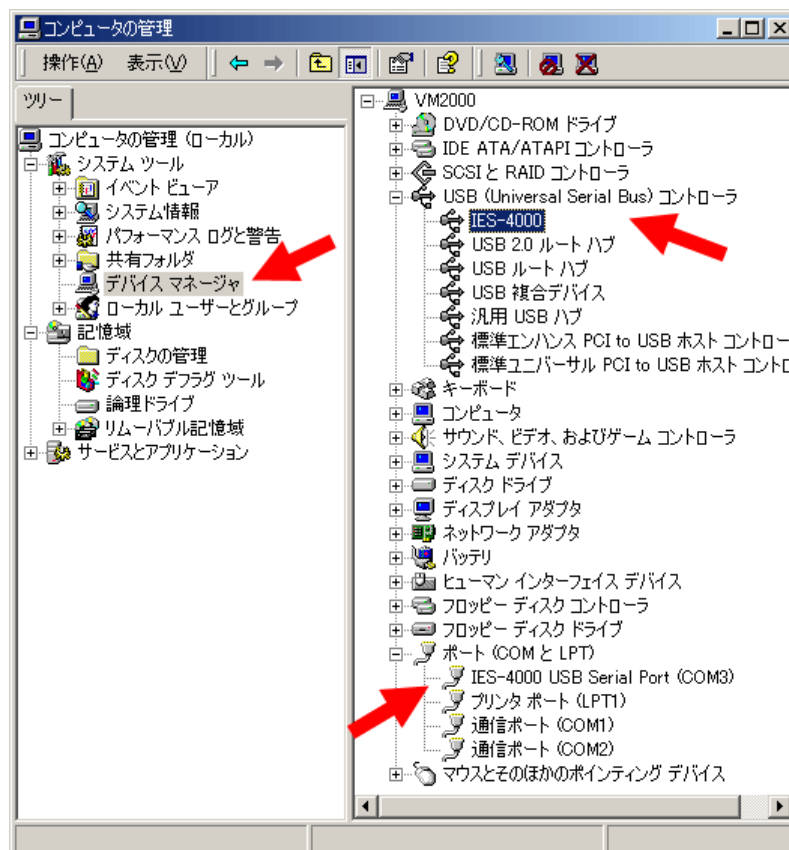 コンピュータの管理
操作(A) 表示(V)
ツリー
コンピュータの管理 (ローカル)
システム ツール
イベント ビューア
システム情報
パフォーマンス ログと警告
共有フォルダ
デバイス マネージャ
ローカル ユーザーとグループ
記憶域
ディスクの管理
ディスク デフラグ ツール
論理ドライブ
リムーバブル記憶域
サービスとアプリケーション
VM2000
DVD/CD-ROM ドライブ
IDE ATA/ATAPI コントローラ
SCSI と RAID コントローラ
USB (Universal Serial Bus) コントローラ
IES-4000
USB 2.0 ルート ハブ
USB ルート ハブ
USB 複合デバイス
汎用 USB ハブ
標準エンハンス PCI to USB ホスト コントロー
標準ユニバーサル PCI to USB ホスト コントロ
キーボード
コンピュータ
サウンド、ビデオ、およびゲーム コントローラ
システム デバイス
ディスク ドライブ
ディスプレイ アダプタ
ネットワーク アダプタ
バッテリ
ヒューマン インターフェイス デバイス
フロッピー ディスク コントローラ
フロッピー ディスク ドライブ
ポート (COM と LPT)
IES-4000 USB Serial Port (COM3)
プリンタ ポート (LPT1)
通信ポート (COM1)
通信ポート (COM2)
マウスとそのほかのポインティング デバイス